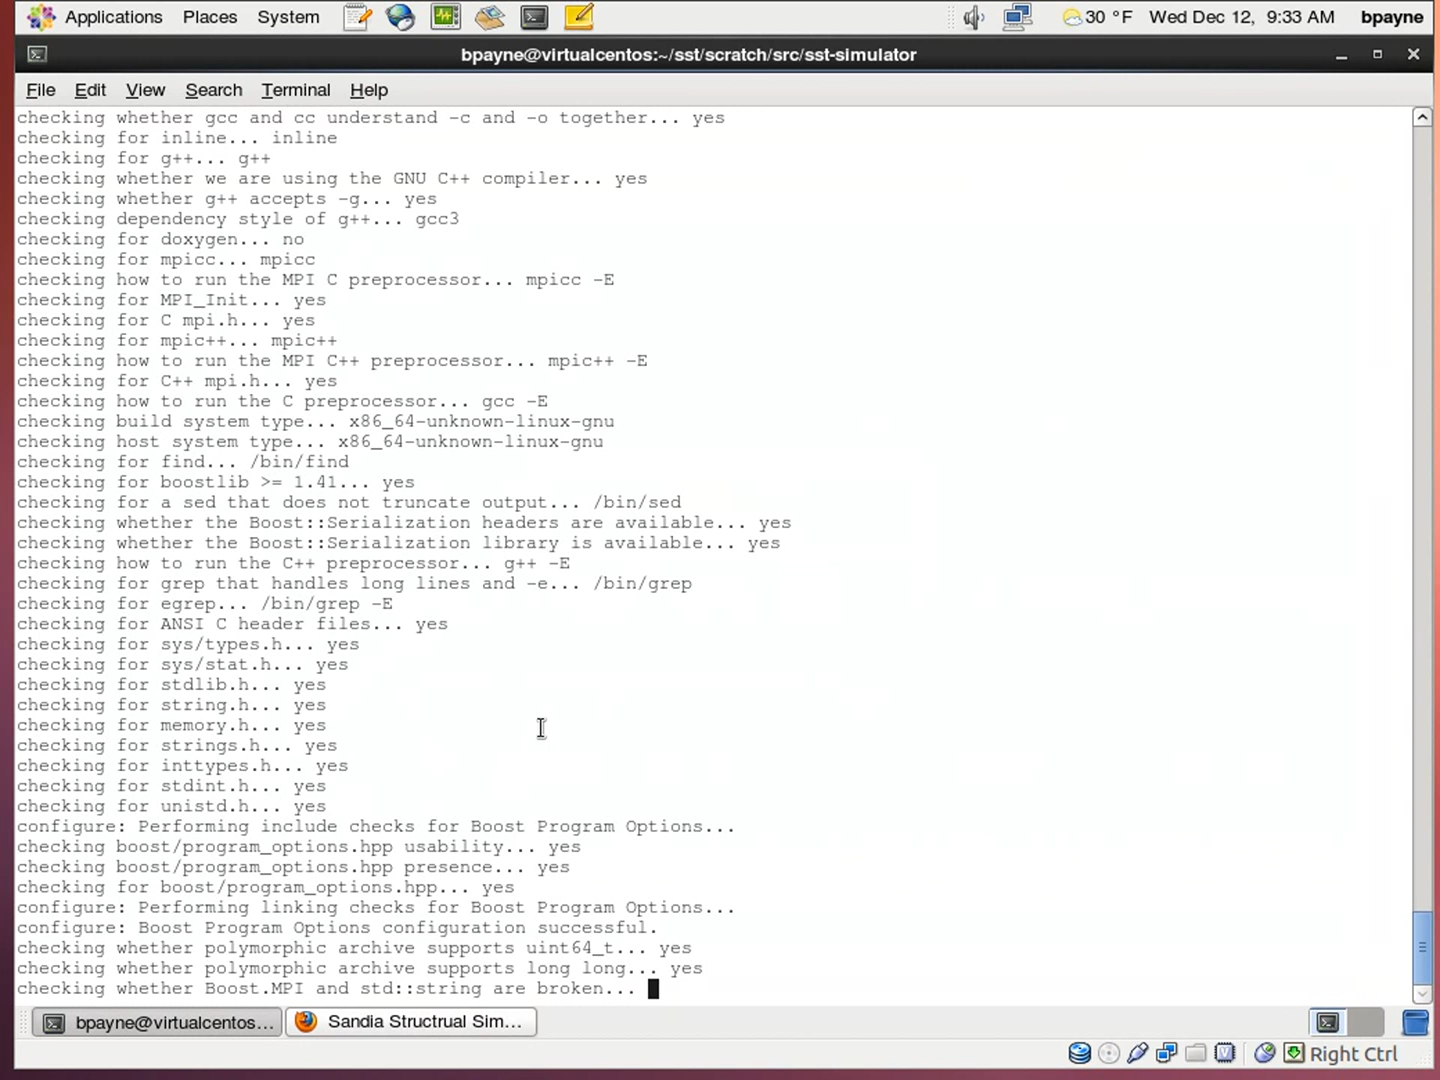 Applications Places System 30 °F Wed Dec 12, 9:33 AM bpayne
bpayne@virtualcentos:~/sst/scratch/src/sst-simulator
File Edit View Search Terminal Help
checking whether gcc and cc understand -c and -o together... yes
checking for inline... inline
checking for g++... g++
checking whether we are using the GNU C++ compiler... yes
checking whether g++ accepts -g... yes
checking dependency style of g++... gcc3
checking for doxygen... no
checking for mpicc... mpicc
checking how to run the MPI C preprocessor... mpicc -E
checking for MPI_Init... yes
checking for C mpi.h... yes
checking for mpic++... mpic++
checking how to run the MPI C++ preprocessor... mpic++ -E
checking for C++ mpi.h... yes
checking how to run the C preprocessor... gcc -E
checking build system type... x86_64-unknown-linux-gnu
checking host system type... x86_64-unknown-linux-gnu
checking for find... /bin/find
checking for boostlib >= 1.41... yes
checking for a sed that does not truncate output... /bin/sed
checking whether the Boost::Serialization headers are available... yes
checking whether the Boost::Serialization library is available... yes
checking how to run the C++ preprocessor... g++ -E
checking for grep that handles long lines and -e... /bin/grep
checking for egrep... /bin/grep -E
checking for ANSI C header files... yes
checking for sys/types.h... yes
checking for sys/stat.h... yes
checking for stdlib.h... yes
checking for string.h... yes
checking for memory.h... yes
checking for strings.h... yes
checking for inttypes.h... yes
checking for stdint.h... yes
checking for unistd.h... yes
configure: Performing include checks for Boost Program Options...
checking boost/program_options.hpp usability... yes
checking boost/program_options.hpp presence... yes
checking for boost/program_options.hpp... yes
configure: Performing linking checks for Boost Program Options...
configure: Boost Program Options configuration successful.
checking whether polymorphic archive supports uint64_t... yes
checking whether polymorphic archive supports long long... yes
checking whether Boost.MPI and std::string are broken...
bpayne@virtualcentos:... Sandia Structrual Sim...
Right Ctrl